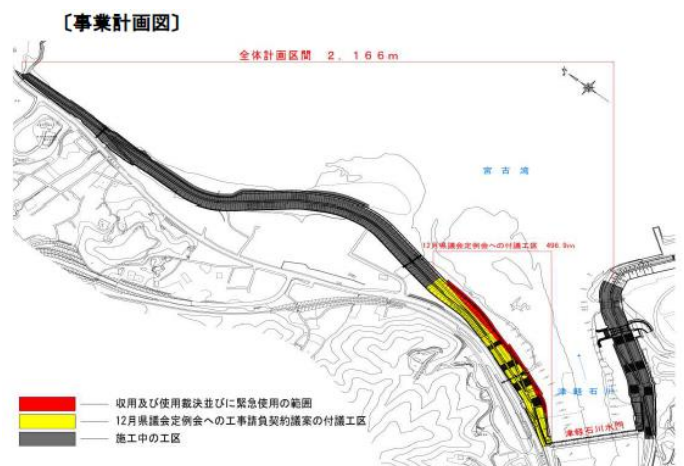 〔事業計画図〕
全体計画区間 2，166m
宮古湾
12月県議会定例会への付議工区 496.9m
津軽石川
津軽石川水門
収用及び使用裁決並びに緊急使用の範囲
12月県議会定例会への工事請負契約議案の付議工区
施工中の工区